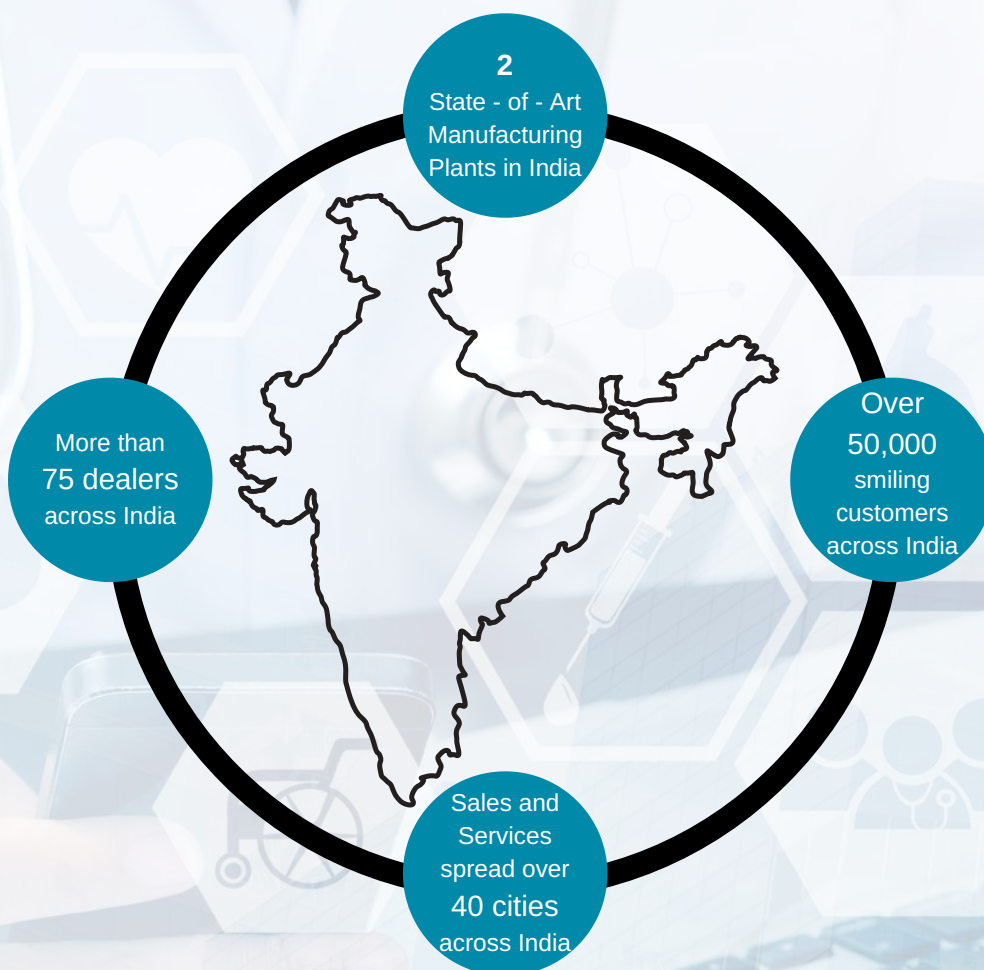 2
State - of - Art
Manufacturing
Plants in India
More than
75 dealers
across India
Over
50,000
smiling
customers
across India
Sales and
Services
spread over
40 cities
across India